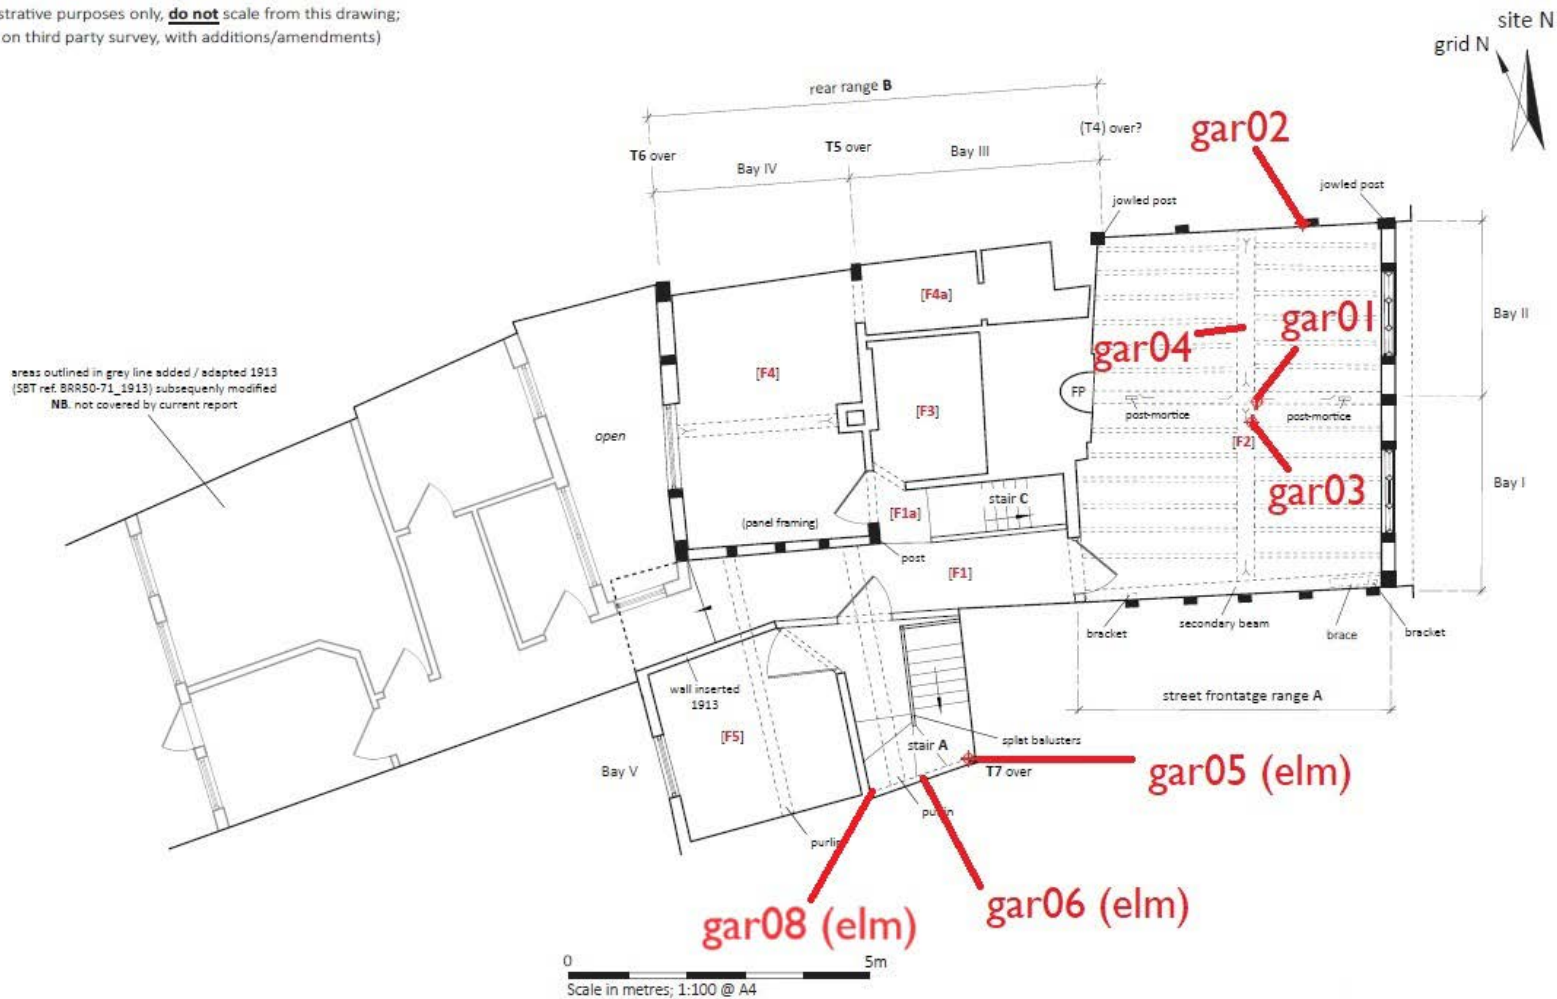 strative purposes only, do not scale from this drawing;
on third party survey, with additions/amendments)
site N
grid N
rear range B
(T4) over?
gar02
T6 over
T5 over
Bay IV
Bay III
jowled post
jowled post
[F4a]
gar01
Bay II
gar04
areas outlined in grey line added / adapted 1913
(SBT ref. BRR50-71_1913) subsequently modified
NB. not covered by current report
[F4]
FP
[F3]
post-mortice
post-mortice
open
[F2]
gar03
Bay I
stair C
[F1a]
(panel framing)
post
[F1]
bracket
secondary beam
brace
bracket
wall inserted
1913
street frontatge range A
[F5]
splat balusters
stair A
Bay V
T7 over
gar05 (elm)
purlin
purlin
gar06 (elm)
gar08 (elm)
0 5m
Scale in metres; 1:100 @ A4